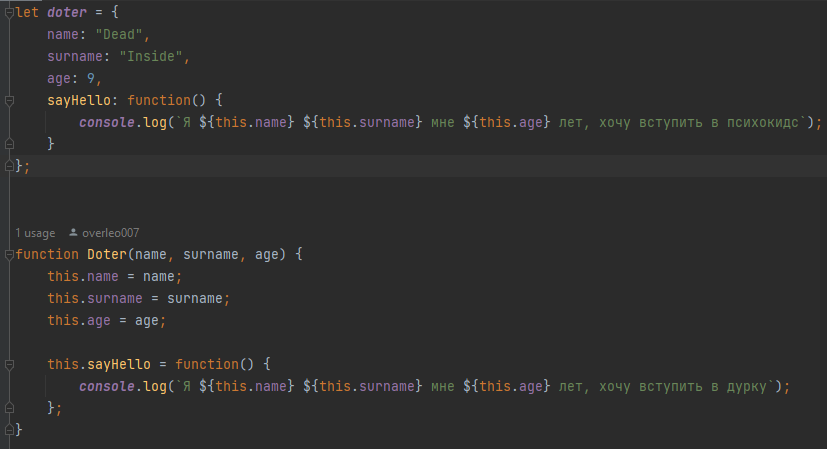 let doter = {
    name: "Dead",
    surname: "Inside",
    age: 9,
    sayHello: function() {
        console.log(`Я ${this.name} ${this.surname} мне ${this.age} лет, хочу вступить в психокидс`);
    }
};
1 usage overleo007
function Doter(name, surname, age) {
    this.name = name;
    this.surname = surname;
    this.age = age;
    this.sayHello = function() {
        console.log(`Я ${this.name} ${this.surname} мне ${this.age} лет, хочу вступить в дурку`);
    };
}